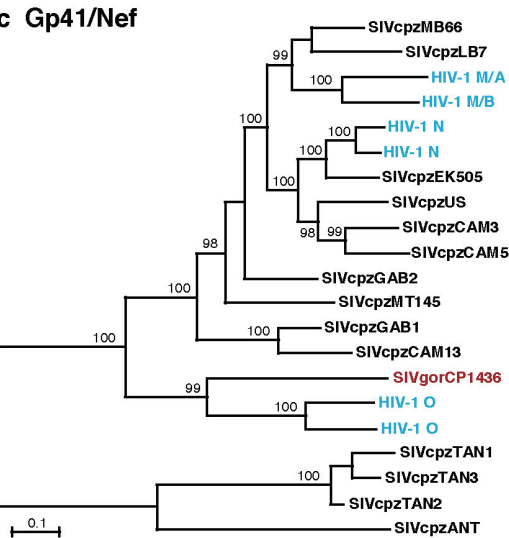 c Gp41/Nef
SIVcpzMB66
99
SIVcpzLB7
HIV-1 M/A
100
HIV-1 M/B
100
HIV-1 N
100
100
HIV-1 N
SIVcpzEK505
100
SIVcpzUS
SIVcpzCAM3
98 99
SIVcpzCAM5
98
SIVcpzGAB2
100
SIVcpzMT145
SIVcpzGAB1
100
100
SIVcpzCAM13
SIVgorCP1436
99
HIV-1 O
100
HIV-1 O
SIVcpzTAN1
100
SIVcpzTAN3
SIVcpzTAN2
0.1
SIVcpzANT